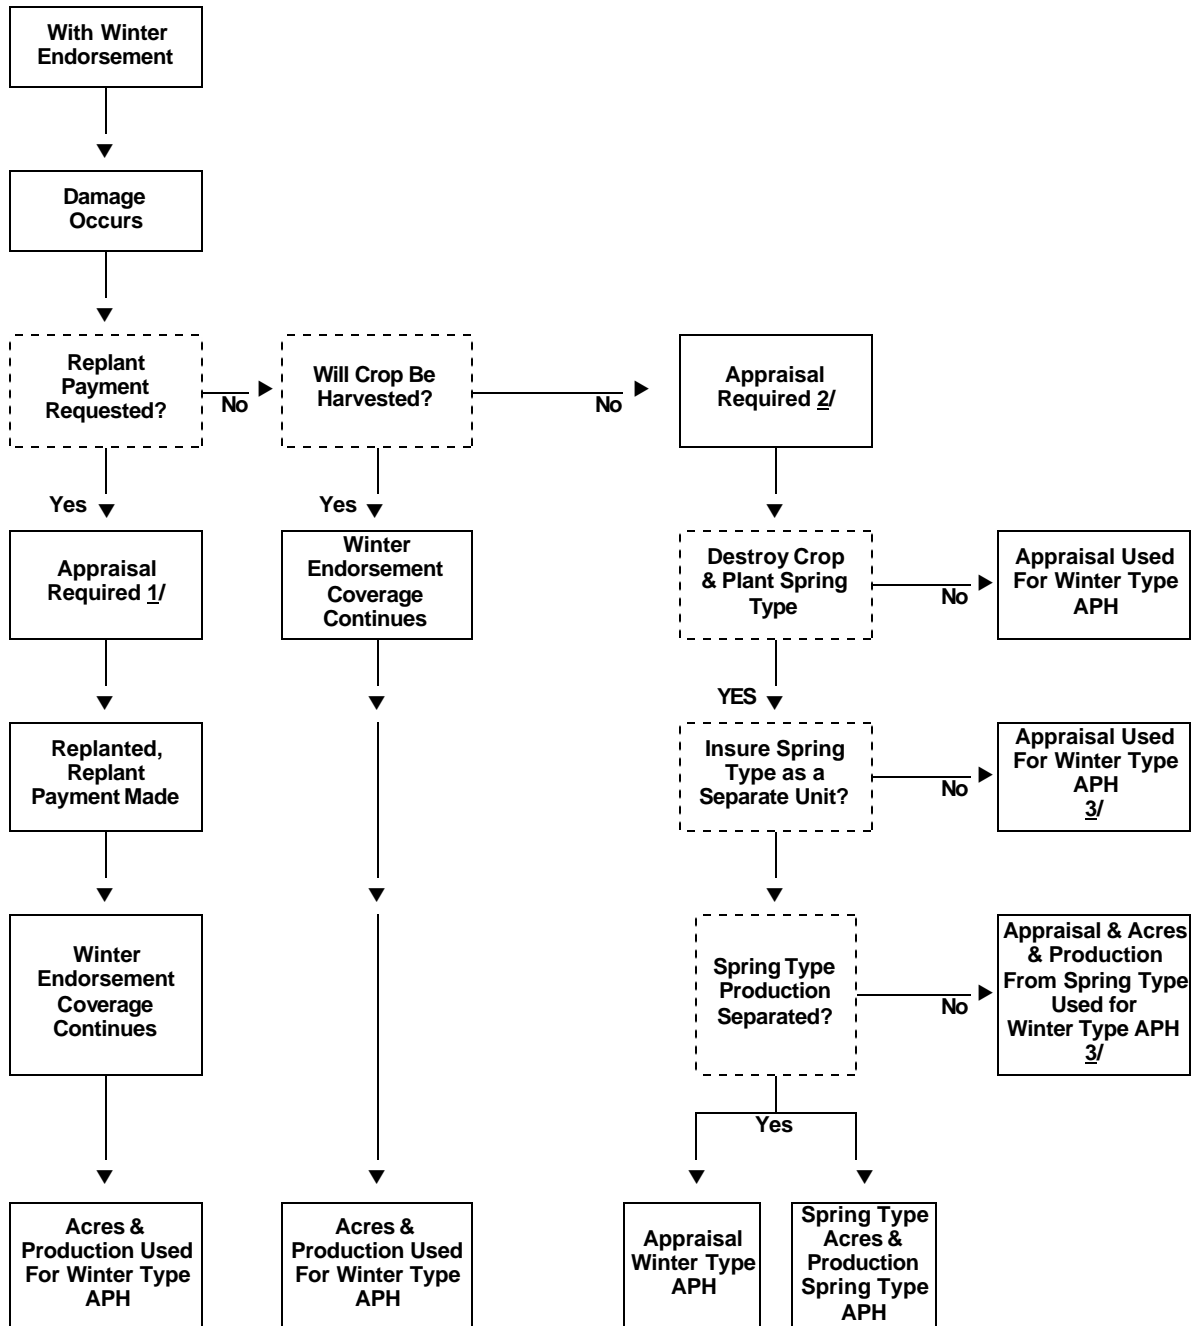 With Winter
Endorsement
Damage
Occurs
Replant
Payment
Requested?
No
Will Crop Be
Harvested?
No
Appraisal
Required 2/
Yes
Yes
Appraisal
Required 1/
Winter
Endorsement
Coverage
Continues
Destroy Crop
& Plant Spring
Type
No
Appraisal Used
For Winter Type
APH
YES
Replanted,
Replant
Payment Made
Insure Spring
Type as a
Separate Unit?
No
Appraisal Used
For Winter Type
APH
3/
Winter
Endorsement
Coverage
Continues
Spring Type
Production
Separated?
No
Appraisal & Acres
& Production
From Spring Type
Used for
Winter Type APH
3/
Yes
Acres &
Production Used
For Winter Type
APH
Acres &
Production Used
For Winter Type
APH
Appraisal
Winter Type
APH
Spring Type
Acres &
Production
Spring Type
APH